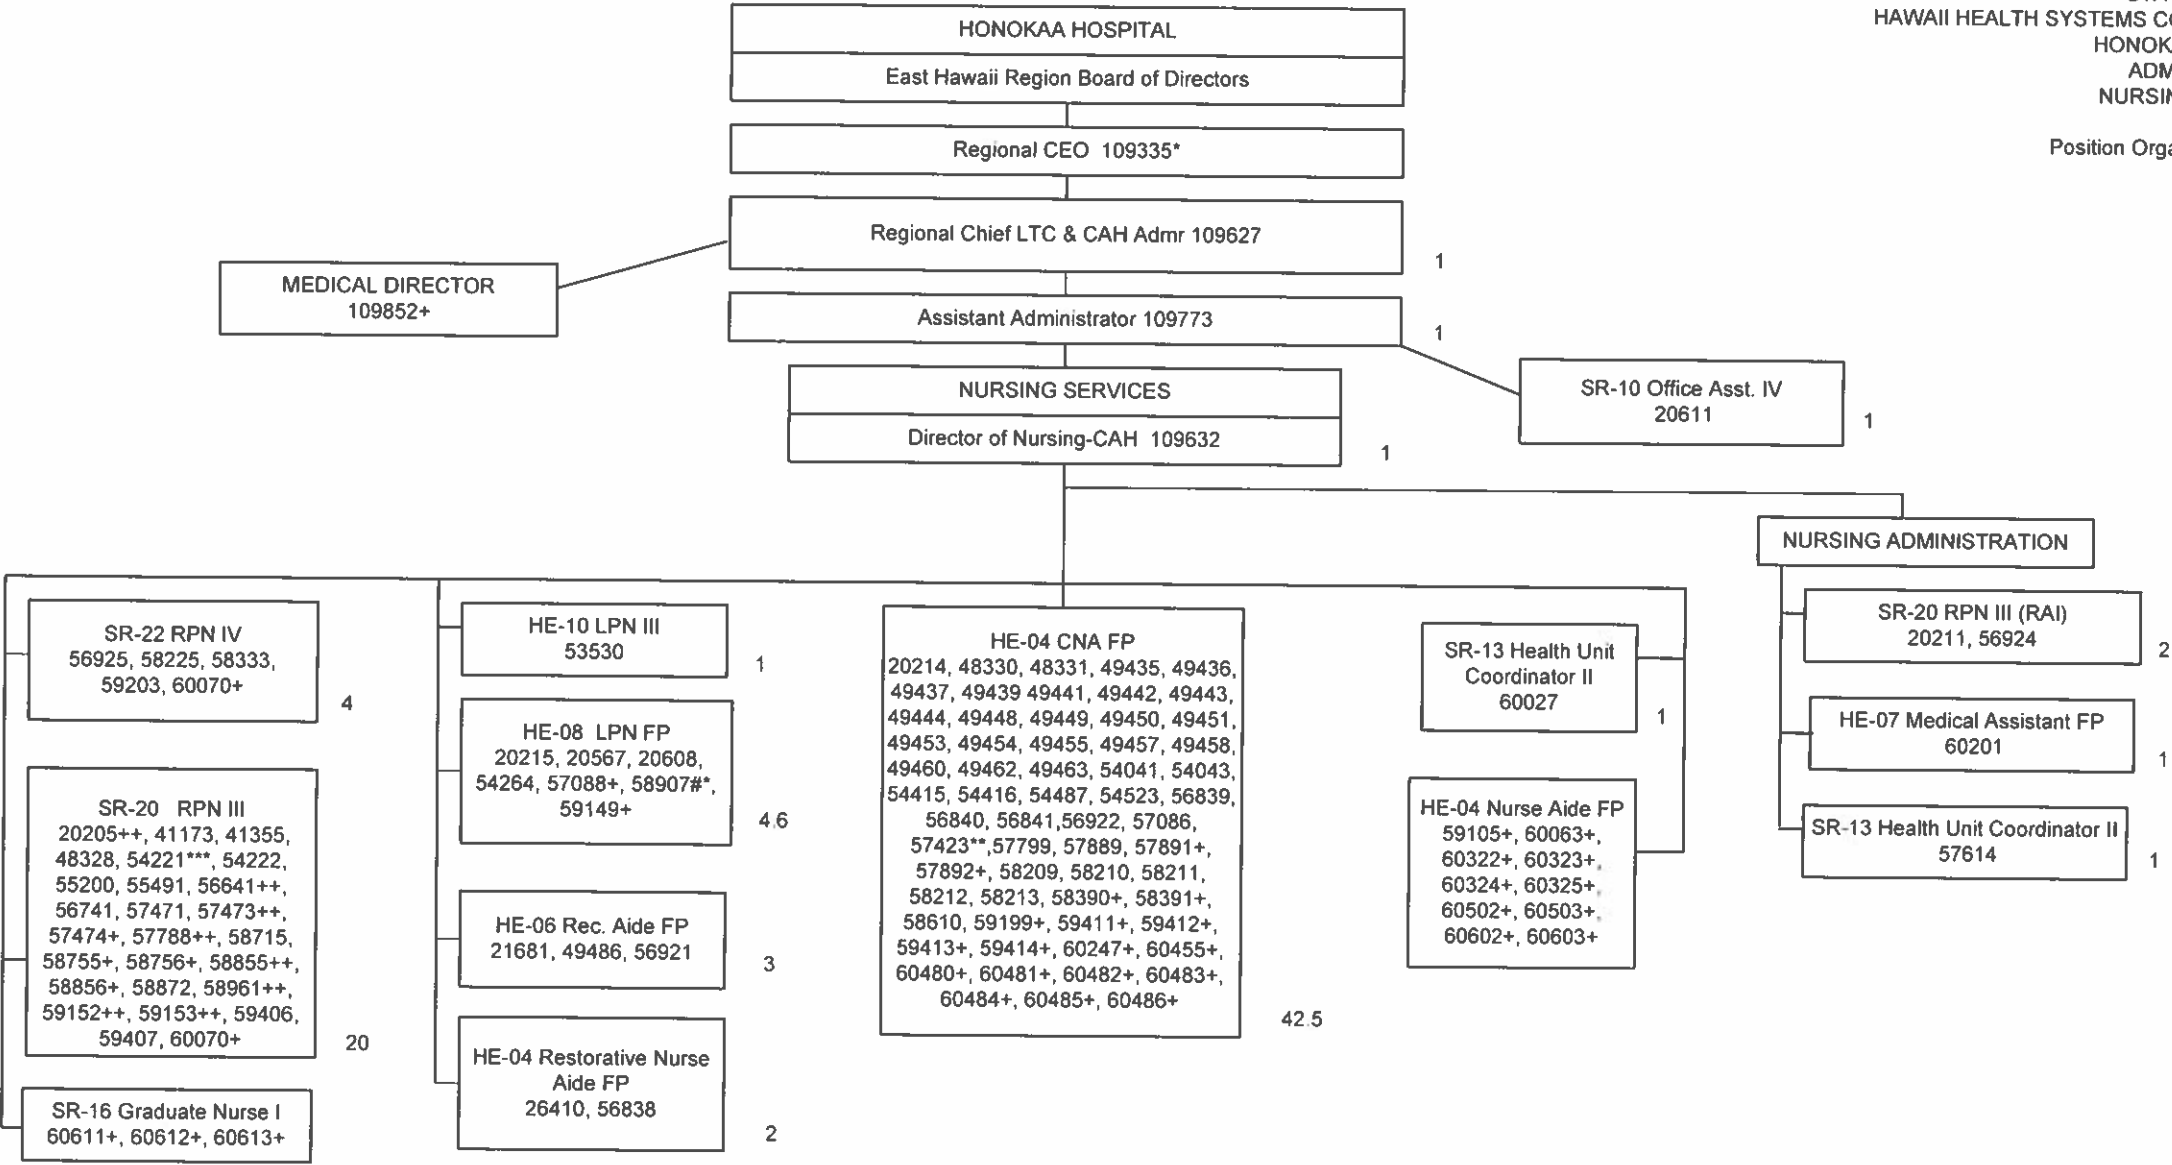 HAWAII HEALTH SYSTEMS
HONOKAA HOSPITAL
East Hawaii Region Board of Directors
Position
Regional CEO 109335*
Regional Chief LTC & CAH Admr 109627
1
MEDICAL DIRECTOR
109852+
Assistant Administrator 109773
1
NURSING SERVICES
Director of Nursing-CAH 109632
1
SR-10 Office Asst. IV
20611
1
NURSING ADMINISTRATION
SR-22 RPN IV
56925, 58225, 58333,
59203, 60070+
4
SR-20 RPN III
20205++, 41173, 41355,
48328, 54221***, 54222,
55200, 55491, 56641++,
56741, 57471, 57473++,
57474+, 57788++, 58715,
58755+, 58756+, 58855++,
58856+, 58872, 58961++,
59152++, 59153++, 59406,
59407, 60070+
20
SR-16 Graduate Nurse I
60611+, 60612+, 60613+
HE-10 LPN III
53530
1
HE-08 LPN FP
20215, 20567, 20608,
54264, 57088+, 58907#*,
59149+
4.6
HE-06 Rec. Aide FP
21681, 49486, 56921
3
HE-04 Restorative Nurse
Aide FP
26410, 56838
2
HE-04 CNA FP
20214, 48330, 48331, 49435, 49436,
49437, 49439 49441, 49442, 49443,
49444, 49448, 49449, 49450, 49451,
49453, 49454, 49455, 49457, 49458,
49460, 49462, 49463, 54041, 54043,
54415, 54416, 54487, 54523, 56839,
56840, 56841,56922, 57086,
57423**,57799, 57889, 57891+,
57892+, 58209, 58210, 58211,
58212, 58213, 58390+, 58391+,
58610, 59199+, 59411+, 59412+,
59413+, 59414+, 60247+, 60455+,
60480+, 60481+, 60482+, 60483+,
60484+, 60485+, 60486+
42.5
SR-13 Health Unit
Coordinator II
60027
1
HE-04 Nurse Aide FP
59105+, 60063+,
60322+, 60323+,
60324+, 60325+,
60502+, 60503+,
60602+, 60603+
SR-20 RPN III (RAI)
20211, 56924
2
HE-07 Medical Assistant FP
60201
1
SR-13 Health Unit Coordinator II
57614
1